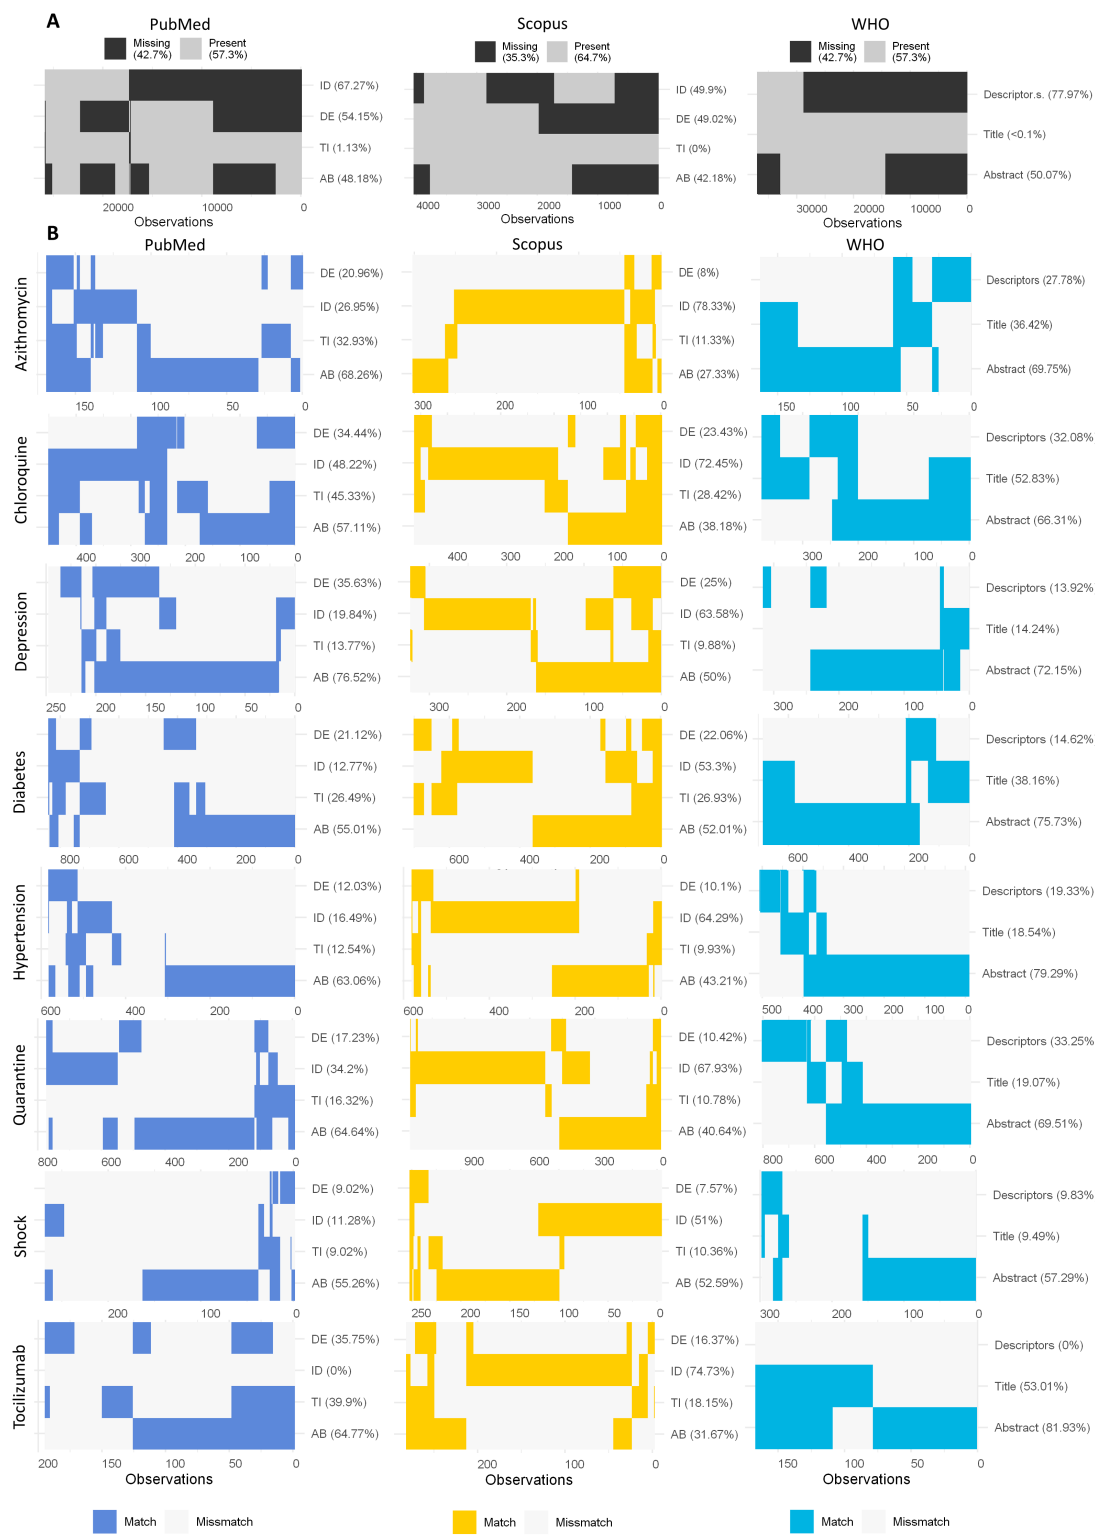 A
PubMed
Scopus
WHO
Missing (42.7%)
Present (57.3%)
Missing (35.3%)
Present (64.7%)
Missing (42.7%)
Present (57.3%)
ID (67.27%)
DE (54.15%)
TI (1.13%)
AB (48.18%)
20000 10000 0
Observations
ID (49.9%)
DE (49.02%)
TI (0%)
AB (42.18%)
4000 3000 2000 1000 0
Observations
Descriptor.s. (77.97%)
Title (<0.1%)
Abstract (50.07%)
30000 20000 10000 0
Observations
B
PubMed
Scopus
WHO
Azithromycin
DE (20.96%)
ID (26.95%)
TI (32.93%)
AB (68.26%)
150 100 50 0
DE (8%)
ID (78.33%)
TI (11.33%)
AB (27.33%)
300 200 100 0
Descriptors (27.78%)
Title (36.42%)
Abstract (69.75%)
150 100 50 0
Chloroquine
DE (34.44%)
ID (48.22%)
TI (45.33%)
AB (57.11%)
400 300 200 100 0
DE (23.43%)
ID (72.45%)
TI (28.42%)
AB (38.18%)
400 300 200 100 0
Descriptors (32.08%
Title (52.83%)
Abstract (66.31%)
300 200 100 0
Depression
DE (35.63%)
ID (19.84%)
TI (13.77%)
AB (76.52%)
250 200 150 100 50 0
DE (25%)
ID (63.58%)
TI (9.88%)
AB (50%)
300 200 100 0
Descriptors (13.92%
Title (14.24%)
Abstract (72.15%)
300 200 100 0
Diabetes
DE (21.12%)
ID (12.77%)
TI (26.49%)
AB (55.01%)
800 600 400 200 0
DE (22.06%)
ID (53.3%)
TI (26.93%)
AB (52.01%)
600 400 200 0
Descriptors (14.62%
Title (38.16%)
Abstract (75.73%)
600 400 200 0
Hypertension
DE (12.03%)
ID (16.49%)
TI (12.54%)
AB (63.06%)
600 400 200 0
DE (10.1%)
ID (64.29%)
TI (9.93%)
AB (43.21%)
600 400 200 0
Descriptors (19.33%
Title (18.54%)
Abstract (79.29%)
500 400 300 200 100 0
Quarantine
DE (17.23%)
ID (34.2%)
TI (16.32%)
AB (64.64%)
800 600 400 200 0
DE (10.42%)
ID (67.93%)
TI (10.78%)
AB (40.64%)
900 600 300 0
Descriptors (33.25%
Title (19.07%)
Abstract (69.51%)
800 600 400 200 0
Shock
DE (9.02%)
ID (11.28%)
TI (9.02%)
AB (55.26%)
200 100 0
DE (7.57%)
ID (51%)
TI (10.36%)
AB (52.59%)
250 200 150 100 50 0
Descriptors (9.83%
Title (9.49%)
Abstract (57.29%)
300 200 100 0
Tocilizumab
DE (35.75%)
ID (0%)
TI (39.9%)
AB (64.77%)
200 150 100 50 0
Observations
DE (16.37%)
ID (74.73%)
TI (18.15%)
AB (31.67%)
200 100 0
Observations
Descriptors (0%)
Title (53.01%)
Abstract (81.93%)
150 100 50 0
Observations
Match
Missmatch
Match
Missmatch
Match
Missmatch